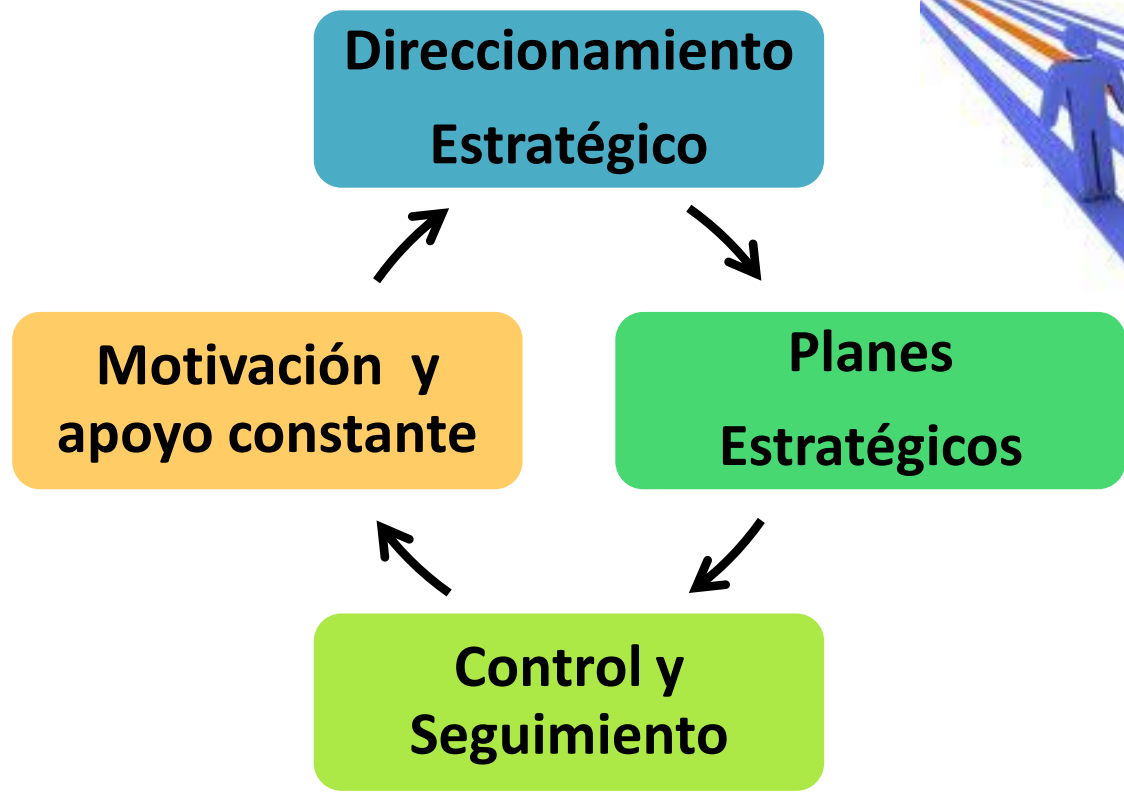 Direccionamiento
Estratégico
Motivación y
apoyo constante
Planes
Estratégicos
Control y
Seguimiento